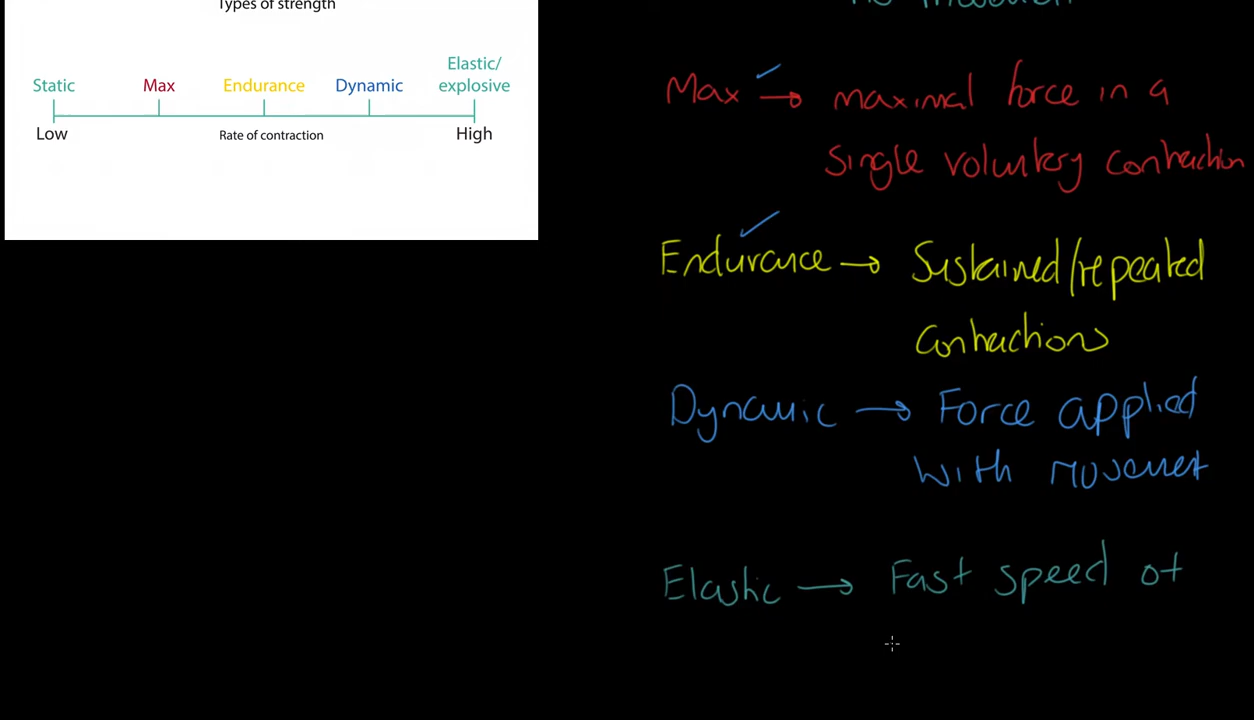 Types of strength
Static
Max
Endurance
Dynamic
Elastic/
explosive
Low
Rate of contraction
High
Max → maximal force in a
single voluntary contraction
Endurance → Sustained/repeated
contractions
Dynamic → Force applied
with movement
Elastic → Fast speed of